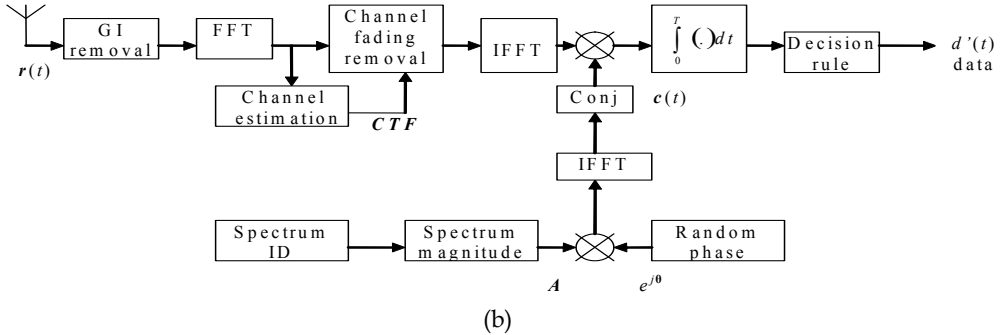 GI removal
FFT
Channel fading removal
IFFT
T
∫ (.)dt
0
Decision rule
d'(t)
data
r(t)
Channel estimation
CTF
Conj
c(t)
IFFT
Spectrum ID
Spectrum magnitude
Random phase
A
e^{jθ}
(b)